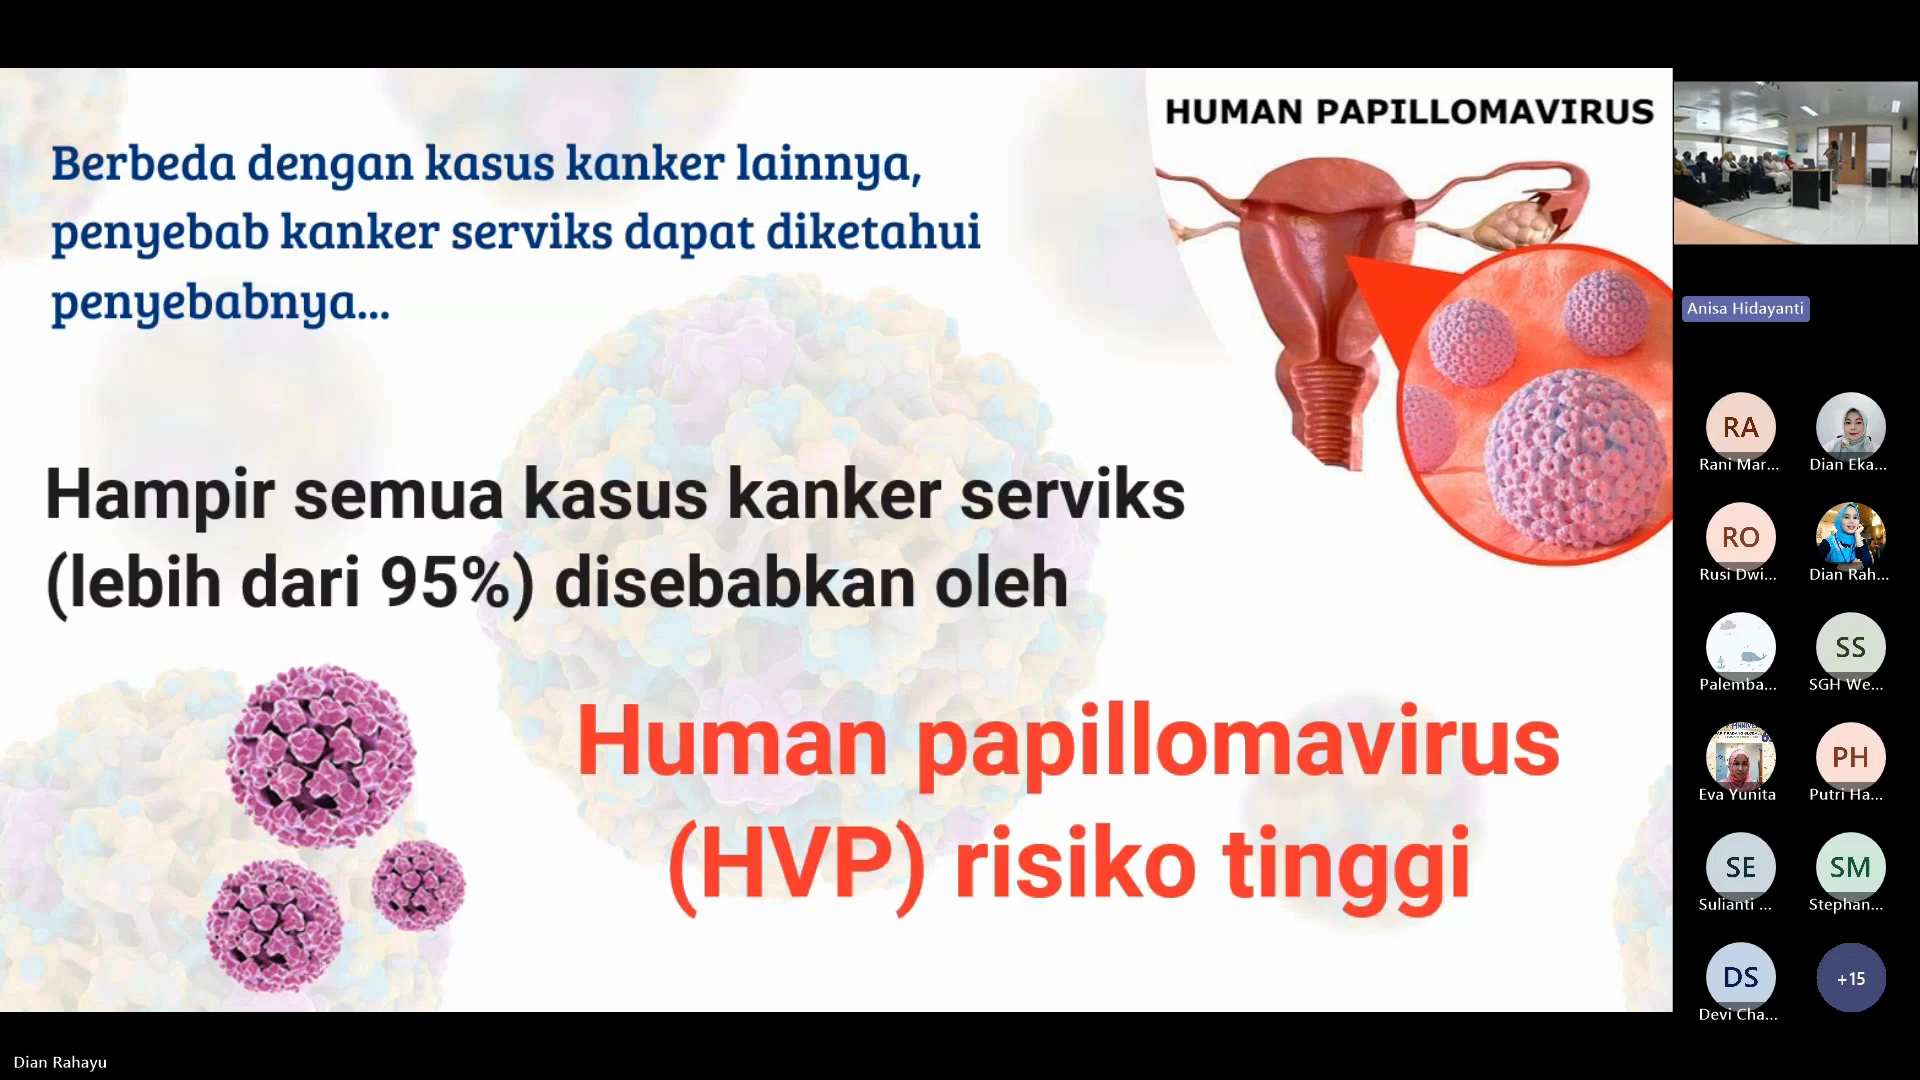 Berbeda dengan kasus kanker lainnya,
penyebab kanker serviks dapat diketahui
penyebabnya...
HUMAN PAPILLOMAVIRUS
Hampir semua kasus kanker serviks
(lebih dari 95%) disebabkan oleh
Human papillomavirus
(HVP) risiko tinggi
Anisa Hidayanti
RA
Rani Mar...
Dian Eka...
RO
Rusi Dwi...
Dian Rah...
Palemba...
SS
SGH We...
Eva Yunita
PH
Putri Ha...
SE
Sulianti ...
SM
Stephan...
DS
Devi Cha...
+15
Dian Rahayu